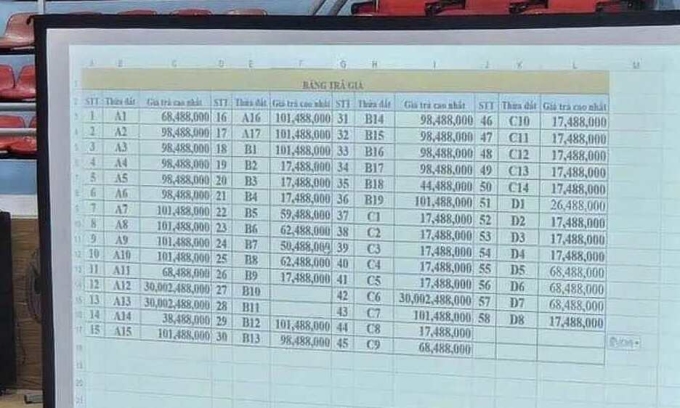 A B C D E F G H I J K L M
BẢNG TRẢ GIÁ
STT Thửa đất Giá trả cao nhất STT Thửa đất Giá trả cao nhất STT Thửa đất Giá trả cao nhất STT Thửa đất Giá trả cao nhất
1 A1 68,488,000 16 A16 101,488,000 31 B14 98,488,000 46 C10 17,488,000
2 A2 98,488,000 17 A17 101,488,000 32 B15 98,488,000 47 C11 17,488,000
3 A3 98,488,000 18 B1 101,488,000 33 B16 98,488,000 48 C12 17,488,000
4 A4 98,488,000 19 B2 17,488,000 34 B17 98,488,000 49 C13 17,488,000
5 A5 98,488,000 20 B3 17,488,000 35 B18 44,488,000 50 C14 17,488,000
6 A6 98,488,000 21 B4 17,488,000 36 B19 101,488,000 51 D1 26,488,000
7 A7 101,488,000 22 B5 59,488,000 37 C1 17,488,000 52 D2 17,488,000
8 A8 101,488,000 23 B6 62,488,000 38 C2 17,488,000 53 D3 17,488,000
9 A9 101,488,000 24 B7 50,488,000 39 C3 17,488,000 54 D4 17,488,000
10 A10 101,488,000 25 B8 62,488,000 40 C4 17,488,000 55 D5 68,488,000
11 A11 68,488,000 26 B9 17,488,000 41 C5 17,488,000 56 D6 68,488,000
12 A12 30,002,488,000 27 B10 42 C6 30,002,488,000 57 D7 68,488,000
13 A13 30,002,488,000 28 B11 43 C7 101,488,000 58 D8 17,488,000
14 A14 38,488,000 29 B12 101,488,000 44 C8 17,488,000
15 A15 101,488,000 30 B13 98,488,000 45 C9 68,488,000